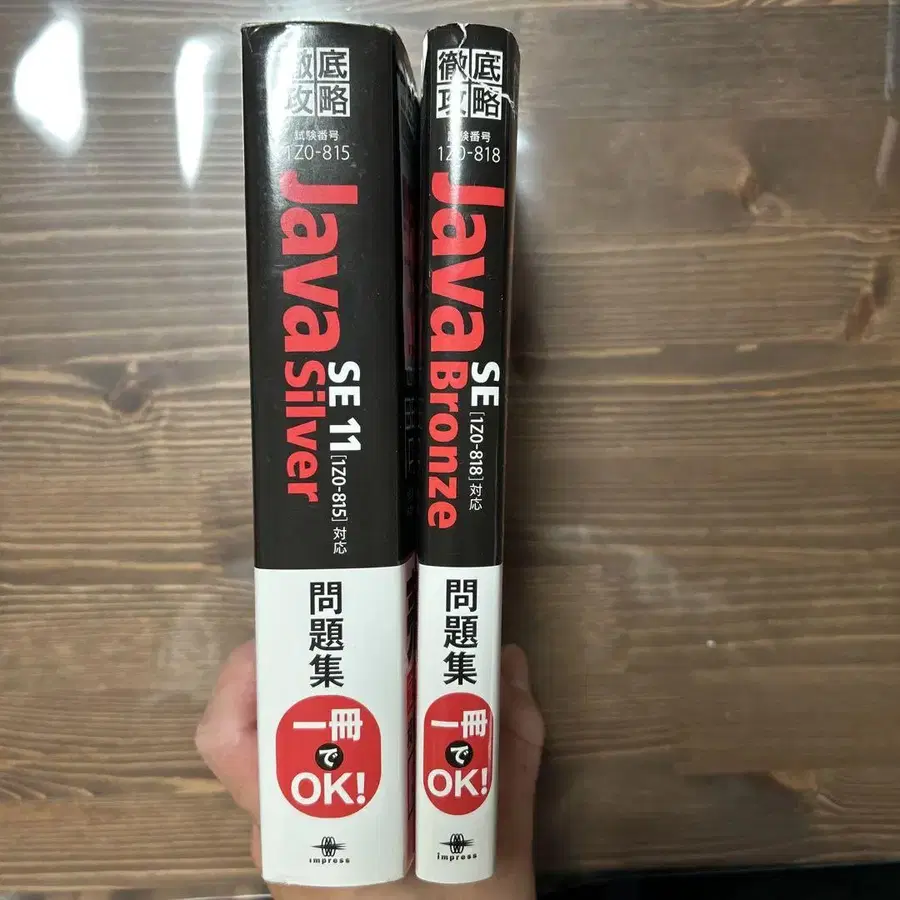 徹底
攻略
試験番号
1Z0-815
Java Silver
SE 11 [1Z0-815] 対応
問題集
一冊
で
OK!
impress
徹底
攻略
試験番号
1Z0-818
Java Bronze
SE [1Z0-818] 対応
問題集
一冊
で
OK!
impress